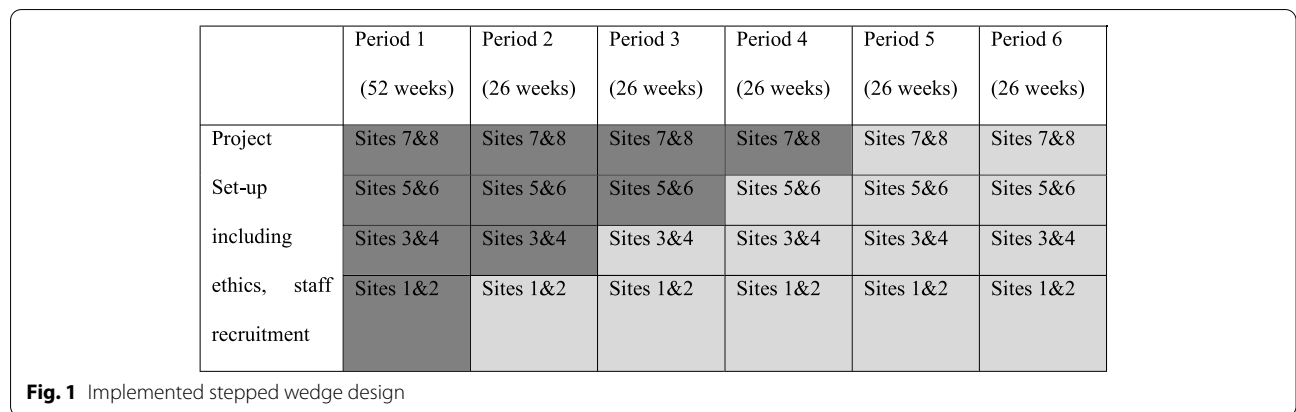 Period 1 Period 2 Period 3 Period 4 Period 5 Period 6
(52 weeks) (26 weeks) (26 weeks) (26 weeks) (26 weeks) (26 weeks)
Project Sites 7&8 Sites 7&8 Sites 7&8 Sites 7&8 Sites 7&8 Sites 7&8
Set-up Sites 5&6 Sites 5&6 Sites 5&6 Sites 5&6 Sites 5&6 Sites 5&6
including Sites 3&4 Sites 3&4 Sites 3&4 Sites 3&4 Sites 3&4 Sites 3&4
ethics, staff Sites 1&2 Sites 1&2 Sites 1&2 Sites 1&2 Sites 1&2 Sites 1&2
recruitment
Fig. 1 Implemented stepped wedge design